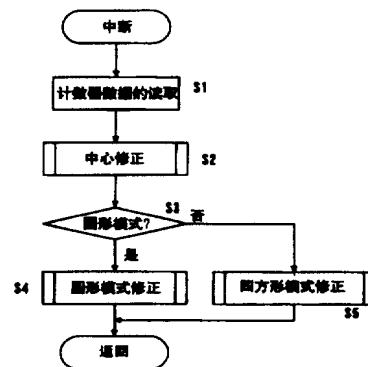 中断
计数器数据的读取
S1
中心修正
S2
S3
圆形模式?
否
是
S4
圆形模式修正
四方形模式修正
S5
返回